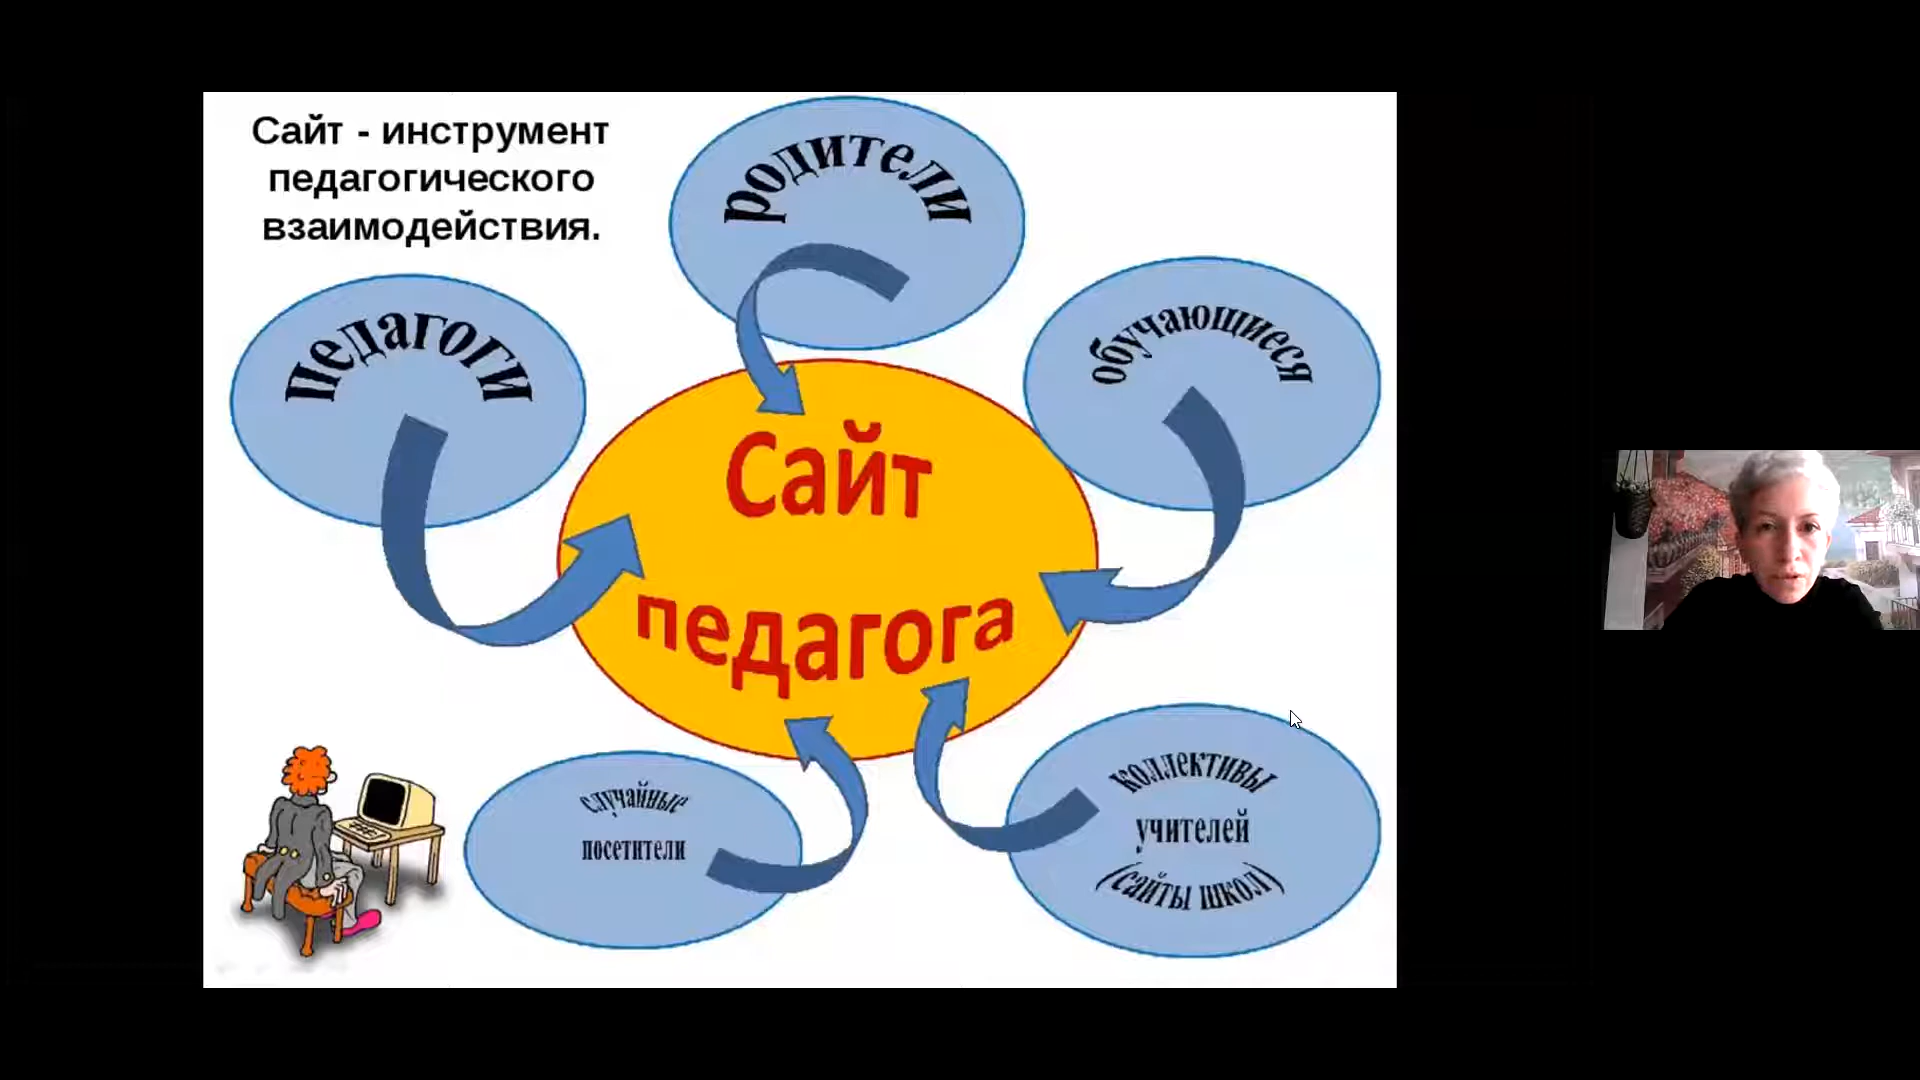 Сайт - инструмент
педагогического
взаимодействия.
родители
педагоги
обучающиеся
Сайт
педагога
случайные
посетители
коллективы
учителей
(сайты школ)